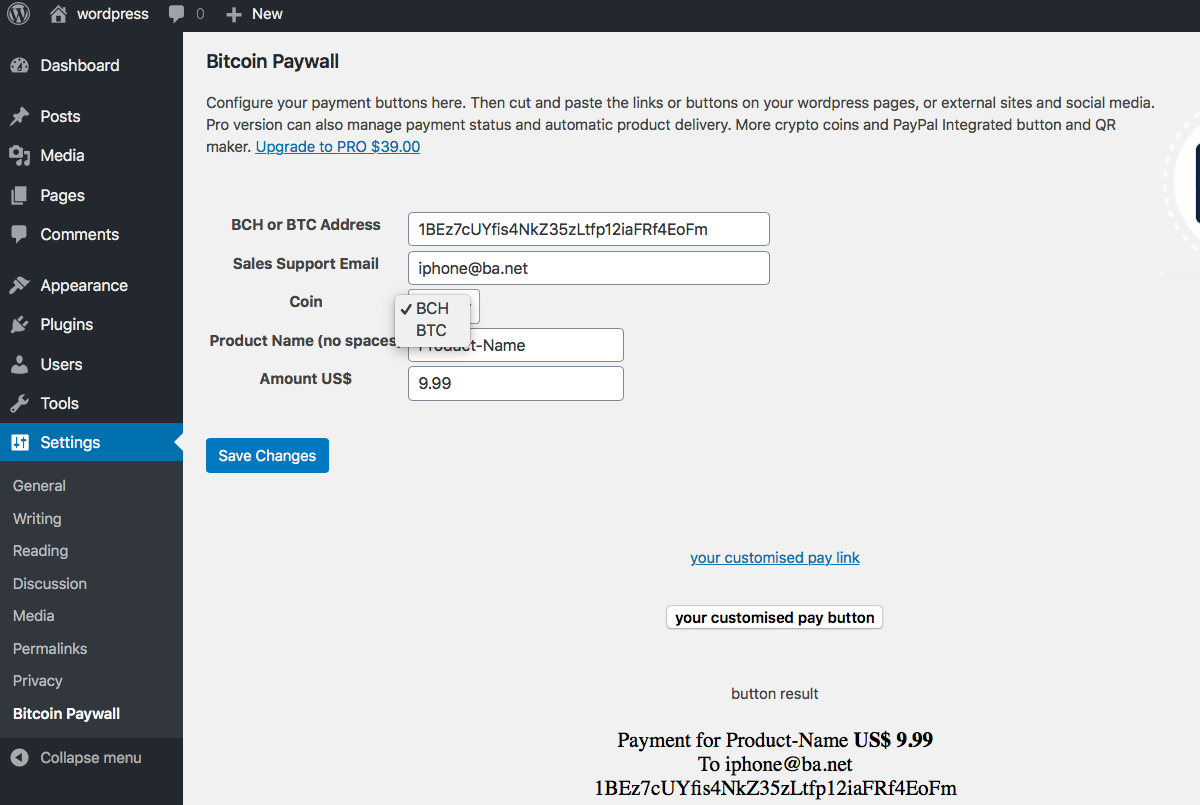 wordpress 0 New
Dashboard
Posts
Media
Pages
Comments
Appearance
Plugins
Users
Tools
Settings
General
Writing
Reading
Discussion
Media
Permalinks
Privacy
Bitcoin Paywall
Collapse menu
Bitcoin Paywall
Configure your payment buttons here. Then cut and paste the links or buttons on your wordpress pages, or external sites and social media.
Pro version can also manage payment status and automatic product delivery. More crypto coins and PayPal Integrated button and QR
maker. Upgrade to PRO $39.00
BCH or BTC Address 1BEz7cUYfis4NkZ35zLtfp12iaFRf4EoFm
Sales Support Email iphone@ba.net
Coin
✓ BCH
BTC
Product Name (no spaces Product-Name
Amount US$ 9.99
Save Changes
your customised pay link
your customised pay button
button result
Payment for Product-Name US$ 9.99
To iphone@ba.net
1BEz7cUYfis4NkZ35zLtfp12iaFRf4EoFm